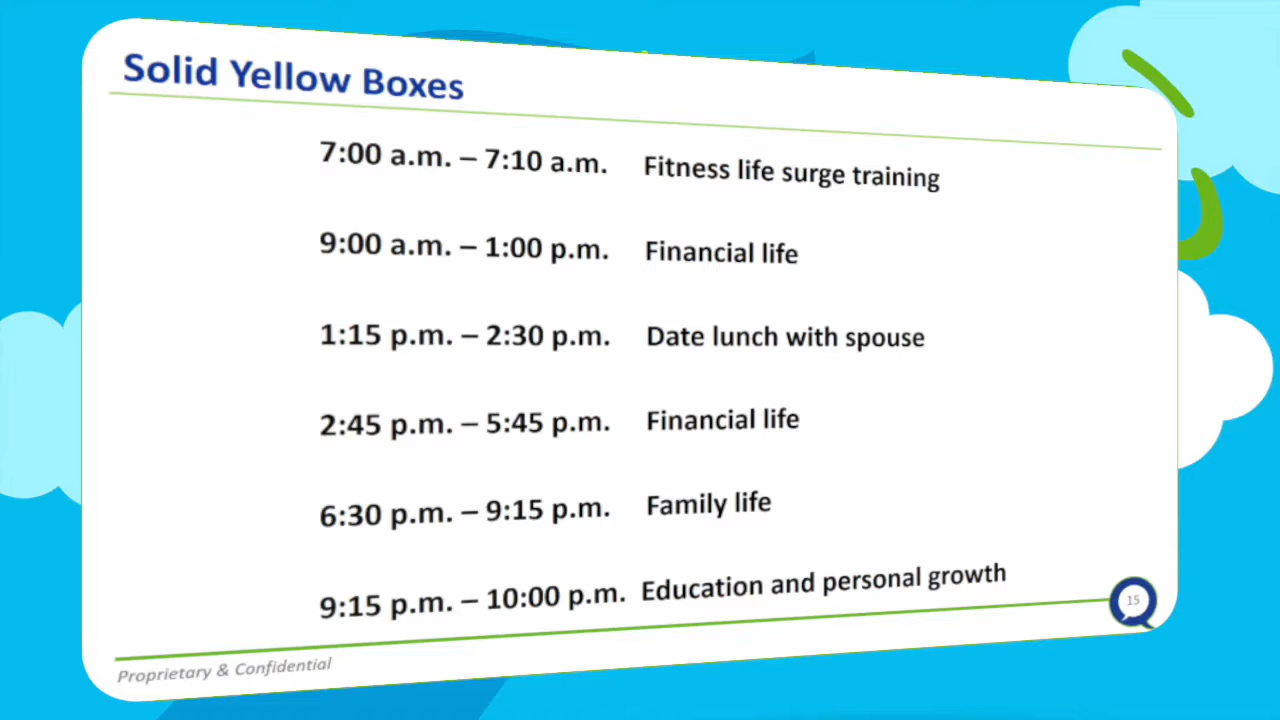 Solid Yellow Boxes
7:00 a.m. – 7:10 a.m. Fitness life surge training
9:00 a.m. – 1:00 p.m. Financial life
1:15 p.m. – 2:30 p.m. Date lunch with spouse
2:45 p.m. – 5:45 p.m. Financial life
6:30 p.m. – 9:15 p.m. Family life
9:15 p.m. – 10:00 p.m. Education and personal growth
15
Proprietary & Confidential